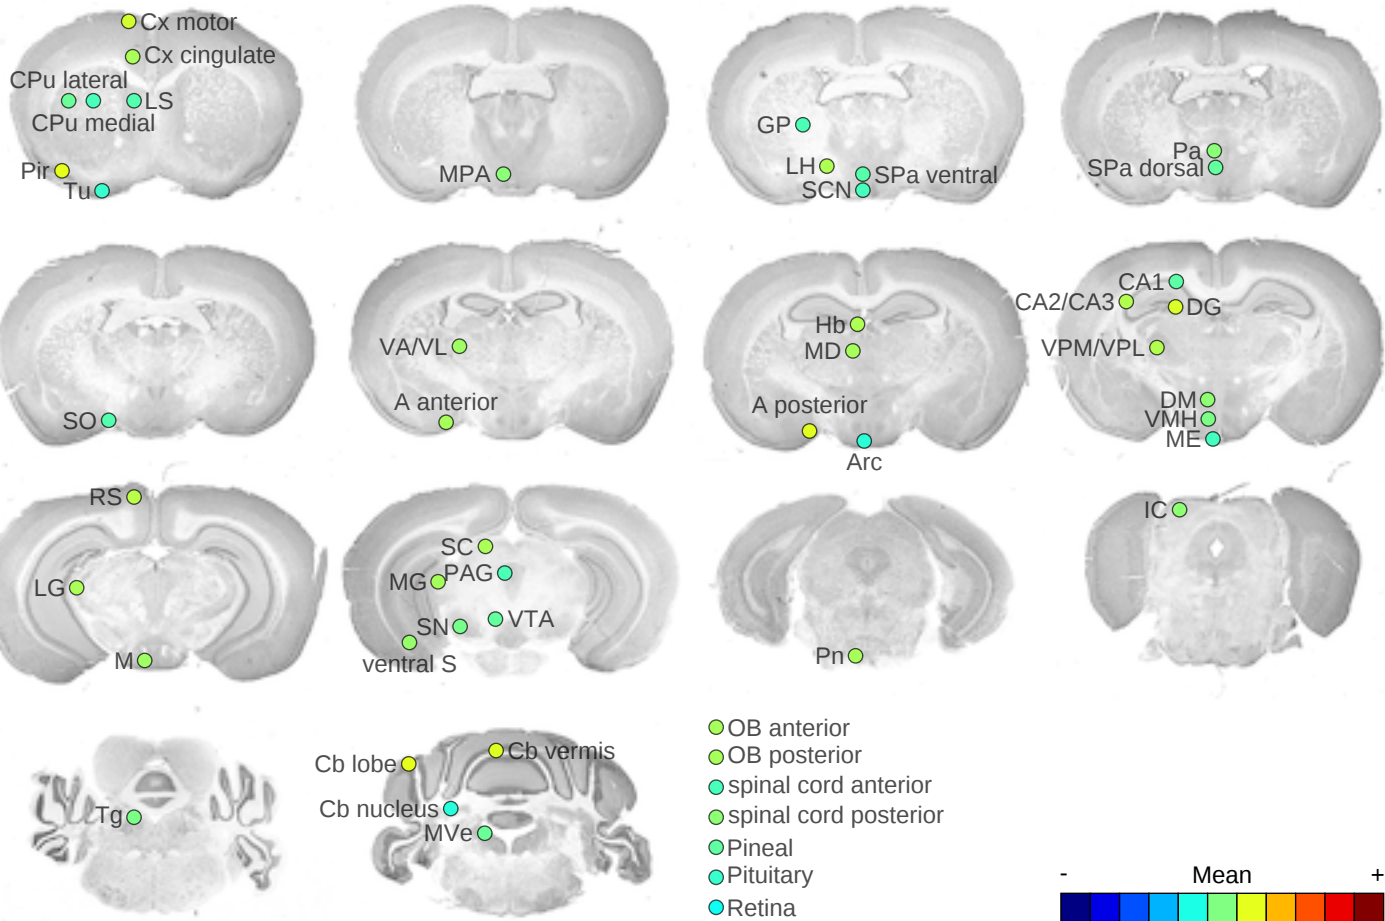 Cx motor
Cx cingulate
CPu lateral
LS
CPu medial
Pir
Tu
MPA
GP
LH
SPa ventral
SCN
Pa
SPa dorsal
SO
VA/VL
A anterior
Hb
MD
A posterior
Arc
CA1
CA2/CA3
DG
VPM/VPL
DM
VMH
ME
RS
LG
M
SC
MG
PAG
SN
VTA
ventral S
Pn
IC
Tg
Cb lobe
Cb vermis
Cb nucleus
MVe
OB anterior
OB posterior
spinal cord anterior
spinal cord posterior
Pineal
Pituitary
Retina
- Mean +